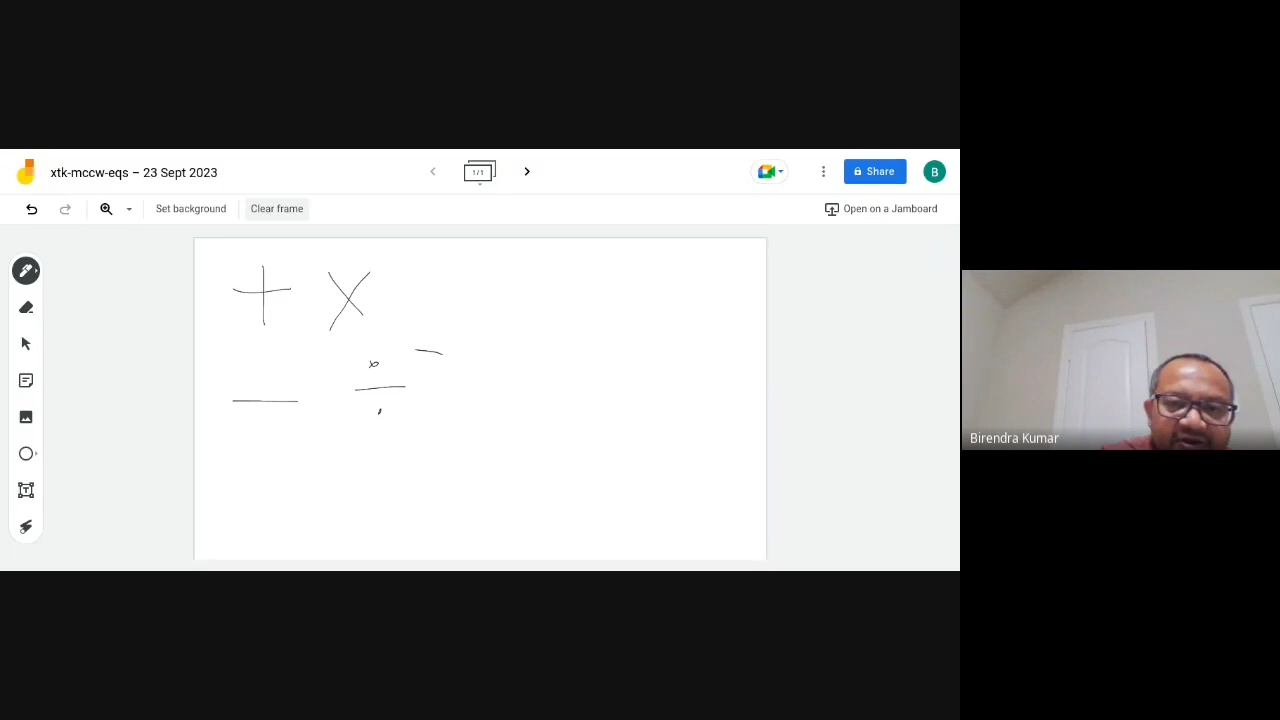 xtk-mccw-eqs – 23 Sept 2023
1/1
Share
B
Set background
Clear frame
Open on a Jamboard
+ ×
− ÷
Birendra Kumar